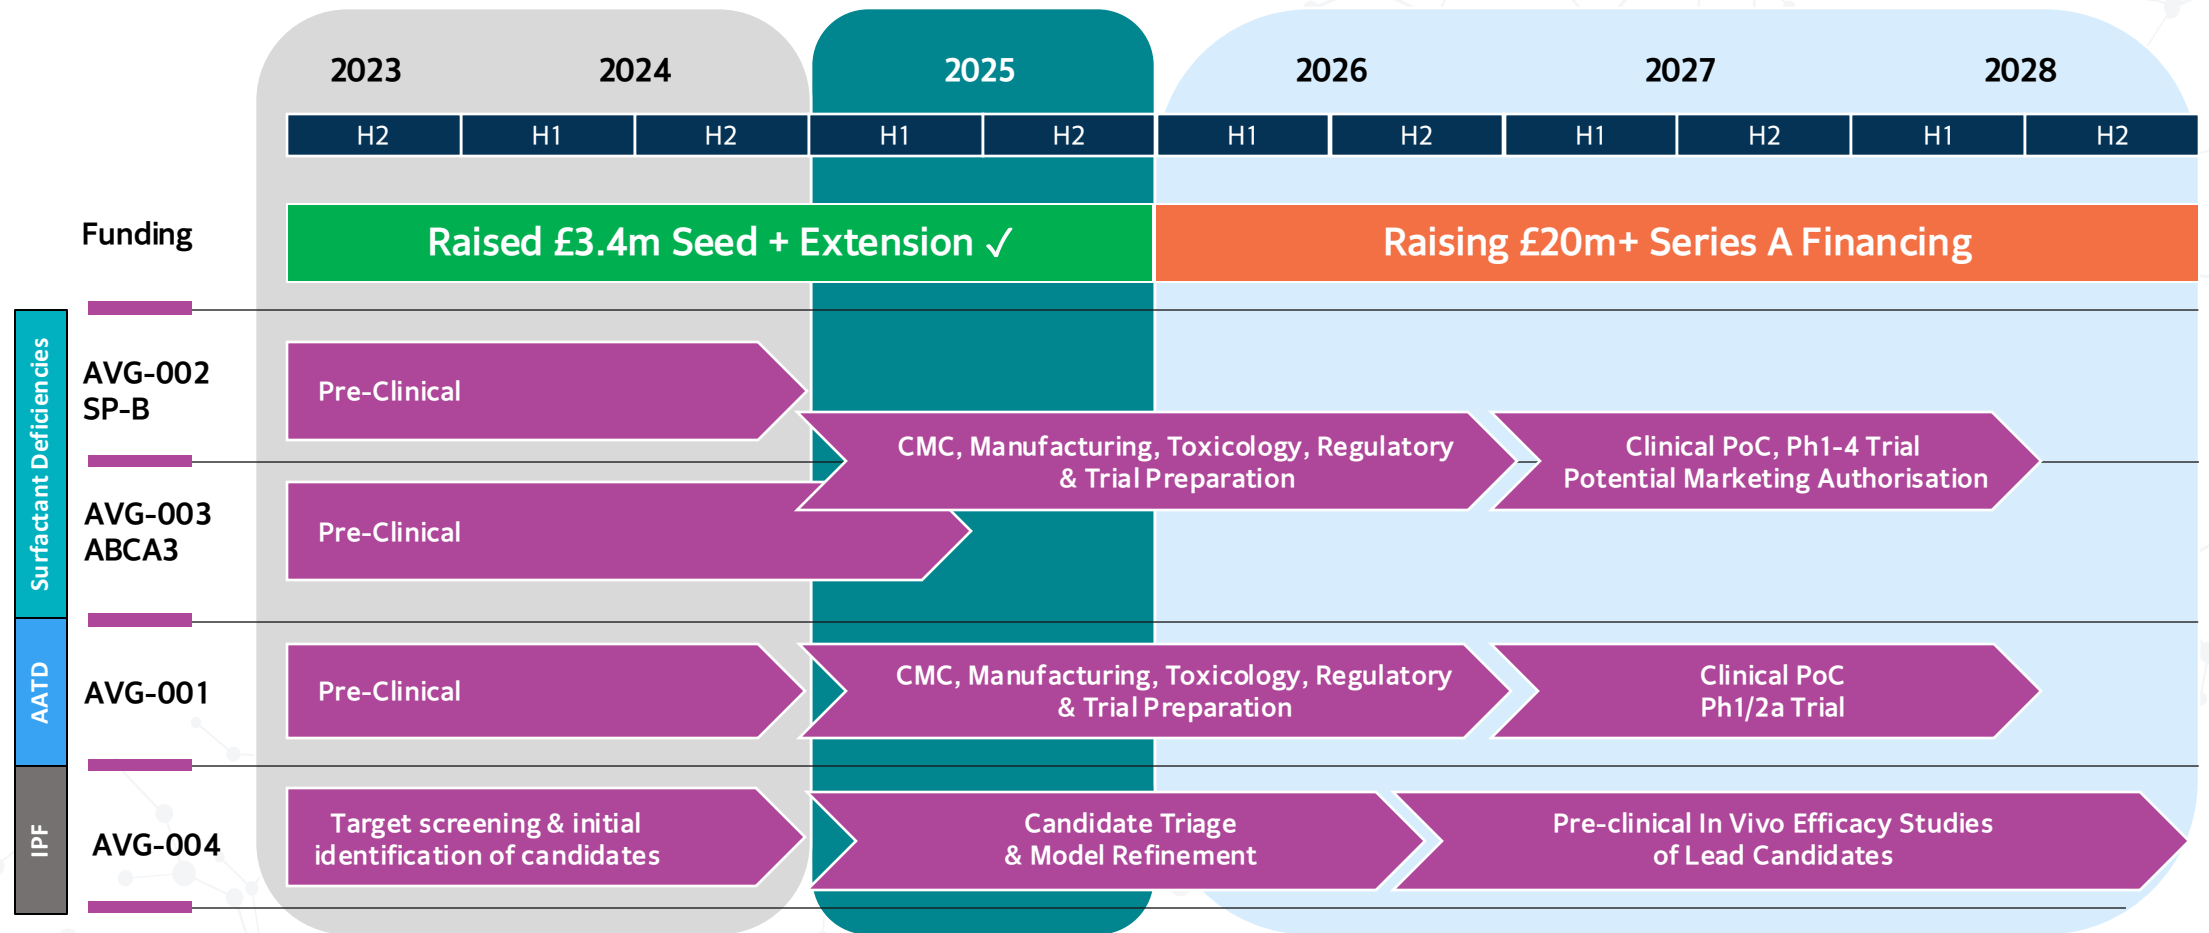 2023
2024
2025
2026
2027
2028
H2
H1
H2
H1
H2
H1
H2
H1
H2
H1
H2
Funding
Raised £3.4m Seed + Extension ✓
Raising £20m+ Series A Financing
Surfactant Deficiencies
AVG-002
SP-B
Pre-Clinical
CMC, Manufacturing, Toxicology, Regulatory
& Trial Preparation
Clinical PoC, Ph1-4 Trial
Potential Marketing Authorisation
AVG-003
ABCA3
Pre-Clinical
AATD
AVG-001
Pre-Clinical
CMC, Manufacturing, Toxicology, Regulatory
& Trial Preparation
Clinical PoC
Ph1/2a Trial
IPF
AVG-004
Target screening & initial
identification of candidates
Candidate Triage
& Model Refinement
Pre-clinical In Vivo Efficacy Studies
of Lead Candidates